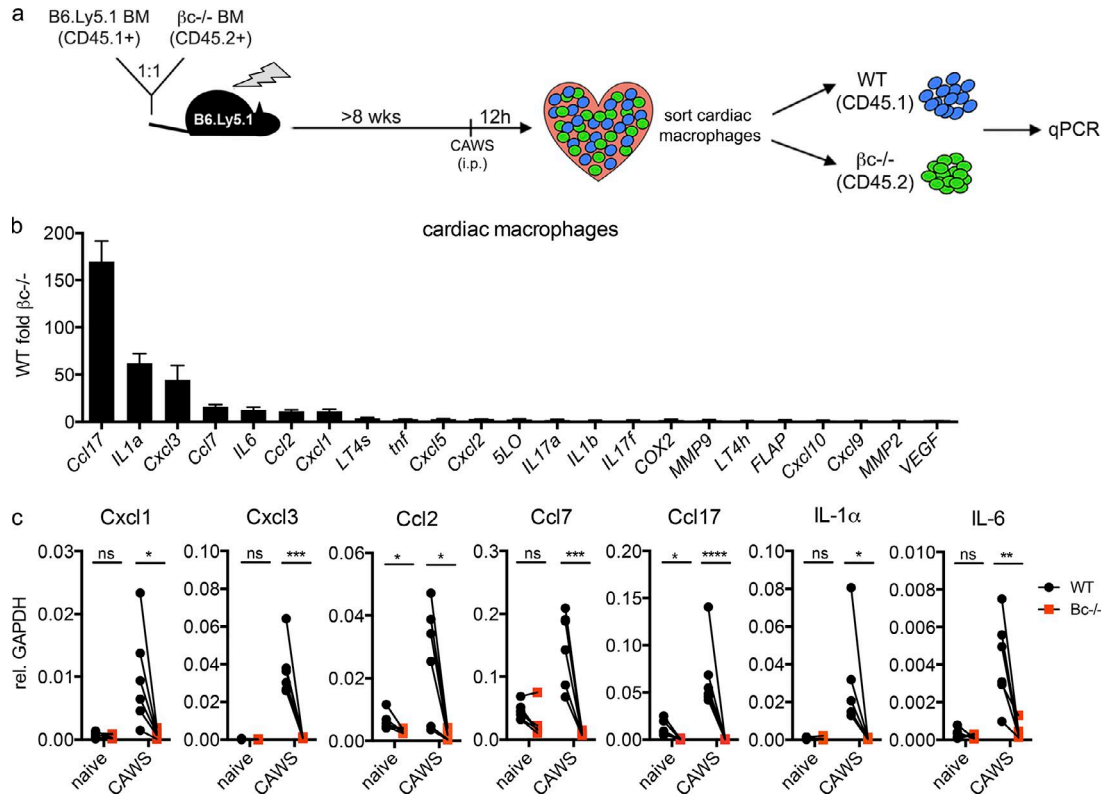 a
B6.Ly5.1 BM βc-/- BM
(CD45.1+) (CD45.2+)
1:1
B6.Ly5.1
>8 wks
12h
CAWS
(i.p.)
sort cardiac
macrophages
WT
(CD45.1)
βc-/-
(CD45.2)
qPCR
b
cardiac macrophages
WT fold βc-/-
200
150
100
50
0
Ccl17 IL1a Cxcl3 Ccl7 IL6 Ccl2 Cxcl1 LT4s tnf Cxcl5 Cxcl2 5LO IL17a IL1b IL17f COX2 MMP9 LT4h FLAP Cxcl10 Cxcl9 MMP2 VEGF
c
rel. GAPDH
Cxcl1
ns *
0.03
0.02
0.01
0.00
naive CAWS
Cxcl3
ns ***
0.10
0.08
0.06
0.04
0.02
0.00
naive CAWS
Ccl2
* *
0.06
0.04
0.02
0.00
naive CAWS
Ccl7
ns ***
0.3
0.2
0.1
0.0
naive CAWS
Ccl17
* ****
0.20
0.15
0.10
0.05
0.00
naive CAWS
IL-1α
ns *
0.10
0.08
0.06
0.04
0.02
0.00
naive CAWS
IL-6
ns **
0.010
0.008
0.006
0.004
0.002
0.000
naive CAWS
WT
Bc-/-